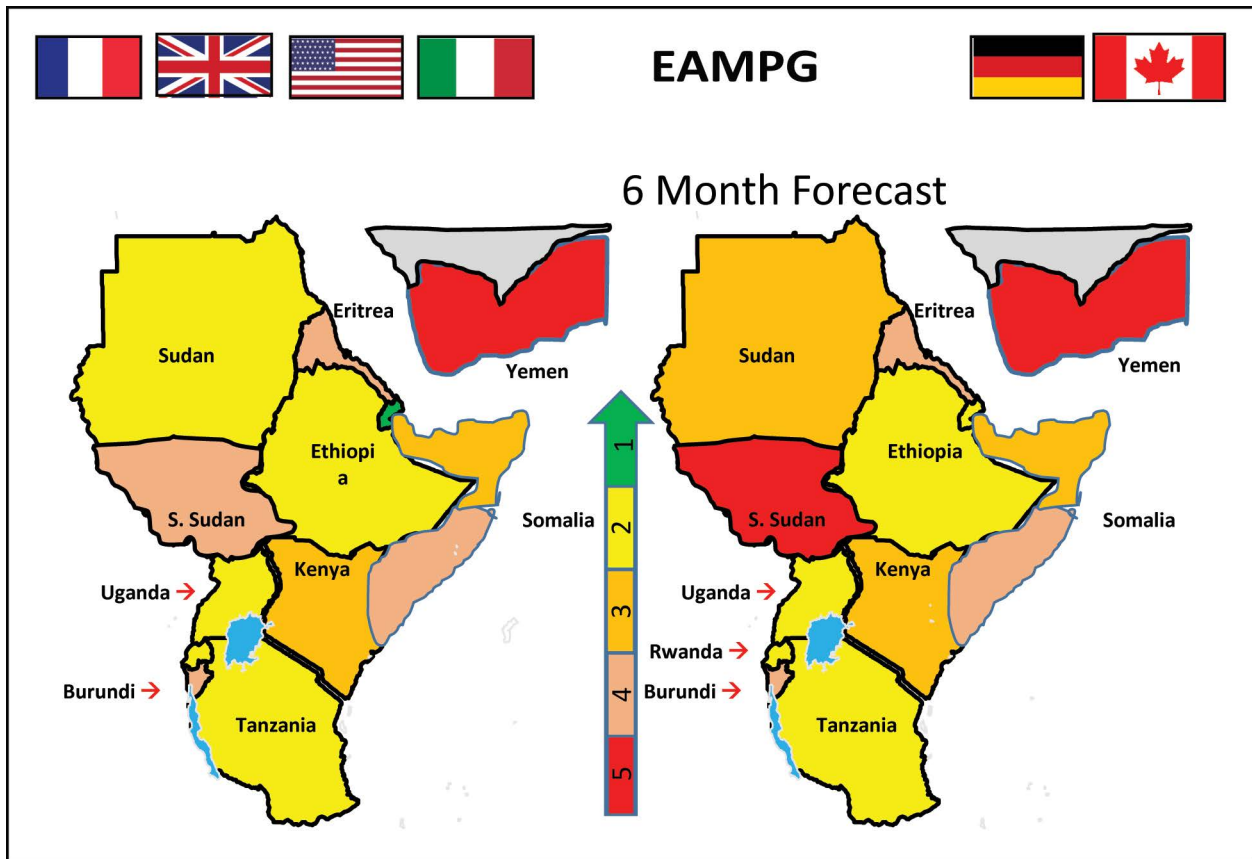 EAMPG
6 Month Forecast
Eritrea
Sudan
Yemen
Ethiopi
a
S. Sudan
Somalia
Kenya
Uganda →
Burundi →
Tanzania
1
2
3
4
5
Eritrea
Sudan
Yemen
Ethiopia
S. Sudan
Somalia
Kenya
Uganda →
Rwanda →
Burundi →
Tanzania